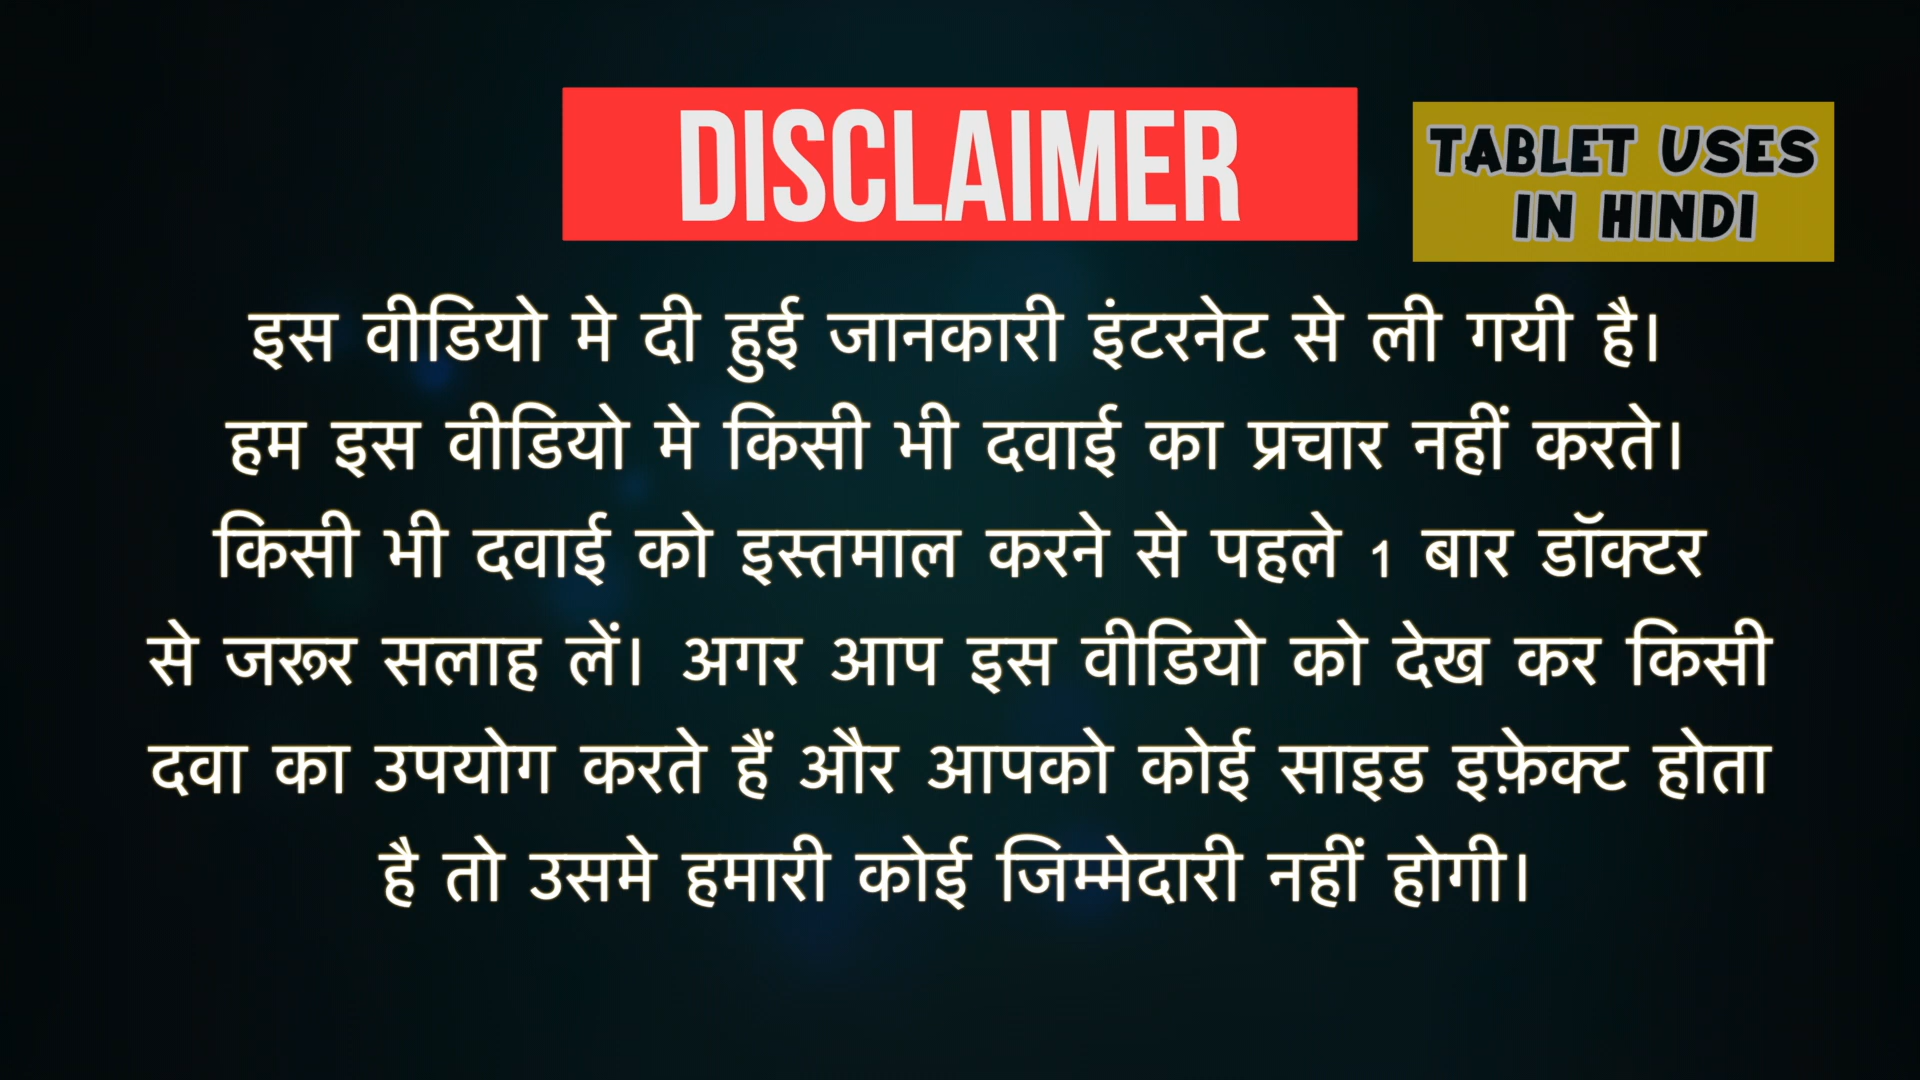 DISCLAIMER
TABLET USES
IN HINDI
इस वीडियो मे दी हुई जानकारी इंटरनेट से ली गयी है।
हम इस वीडियो मे किसी भी दवाई का प्रचार नहीं करते।
किसी भी दवाई को इस्तमाल करने से पहले 1 बार डॉक्टर
से जरूर सलाह लें। अगर आप इस वीडियो को देख कर किसी
दवा का उपयोग करते हैं और आपको कोई साइड इफ़ेक्ट होता
है तो उसमे हमारी कोई जिम्मेदारी नहीं होगी।